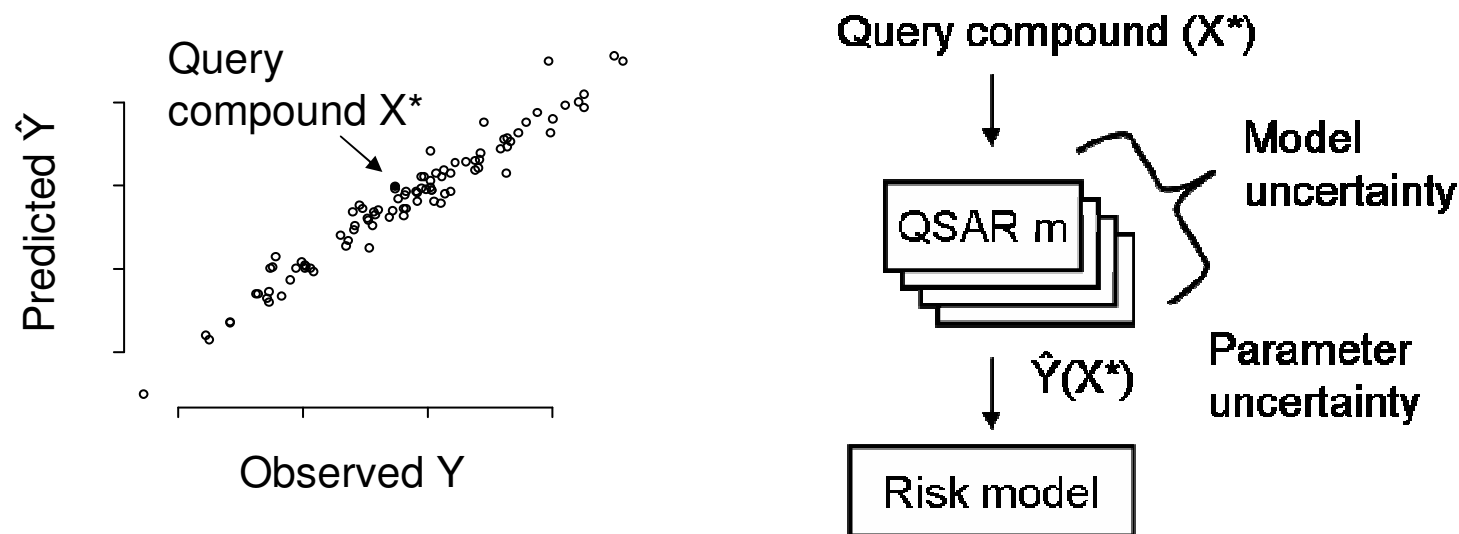 Query
compound X*
Predicted Ŷ
Observed Y
Query compound (X*)
Model
uncertainty
QSAR m
Ŷ(X*)
Parameter
uncertainty
Risk model